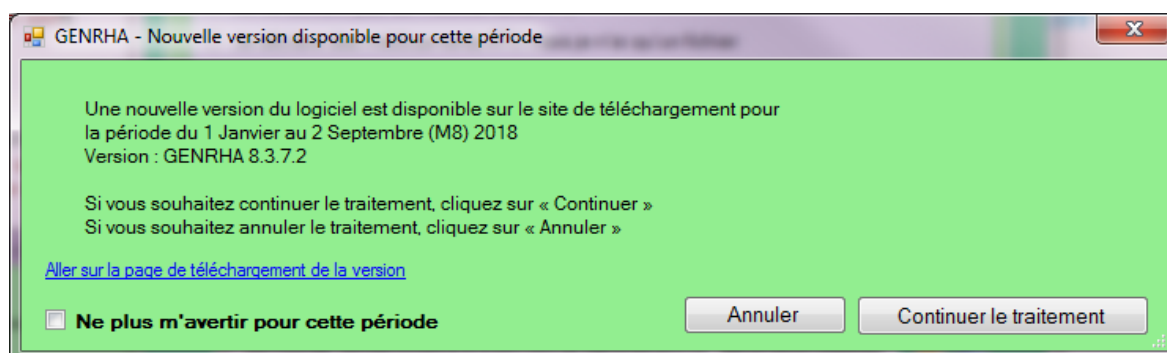 GENRHA - Nouvelle version disponible pour cette période
Une nouvelle version du logiciel est disponible sur le site de téléchargement pour
la période du 1 Janvier au 2 Septembre (M8) 2018
Version : GENRHA 8.3.7.2
Si vous souhaitez continuer le traitement, cliquez sur « Continuer »
Si vous souhaitez annuler le traitement, cliquez sur « Annuler »
Aller sur la page de téléchargement de la version
Ne plus m'avertir pour cette période
Annuler
Continuer le traitement